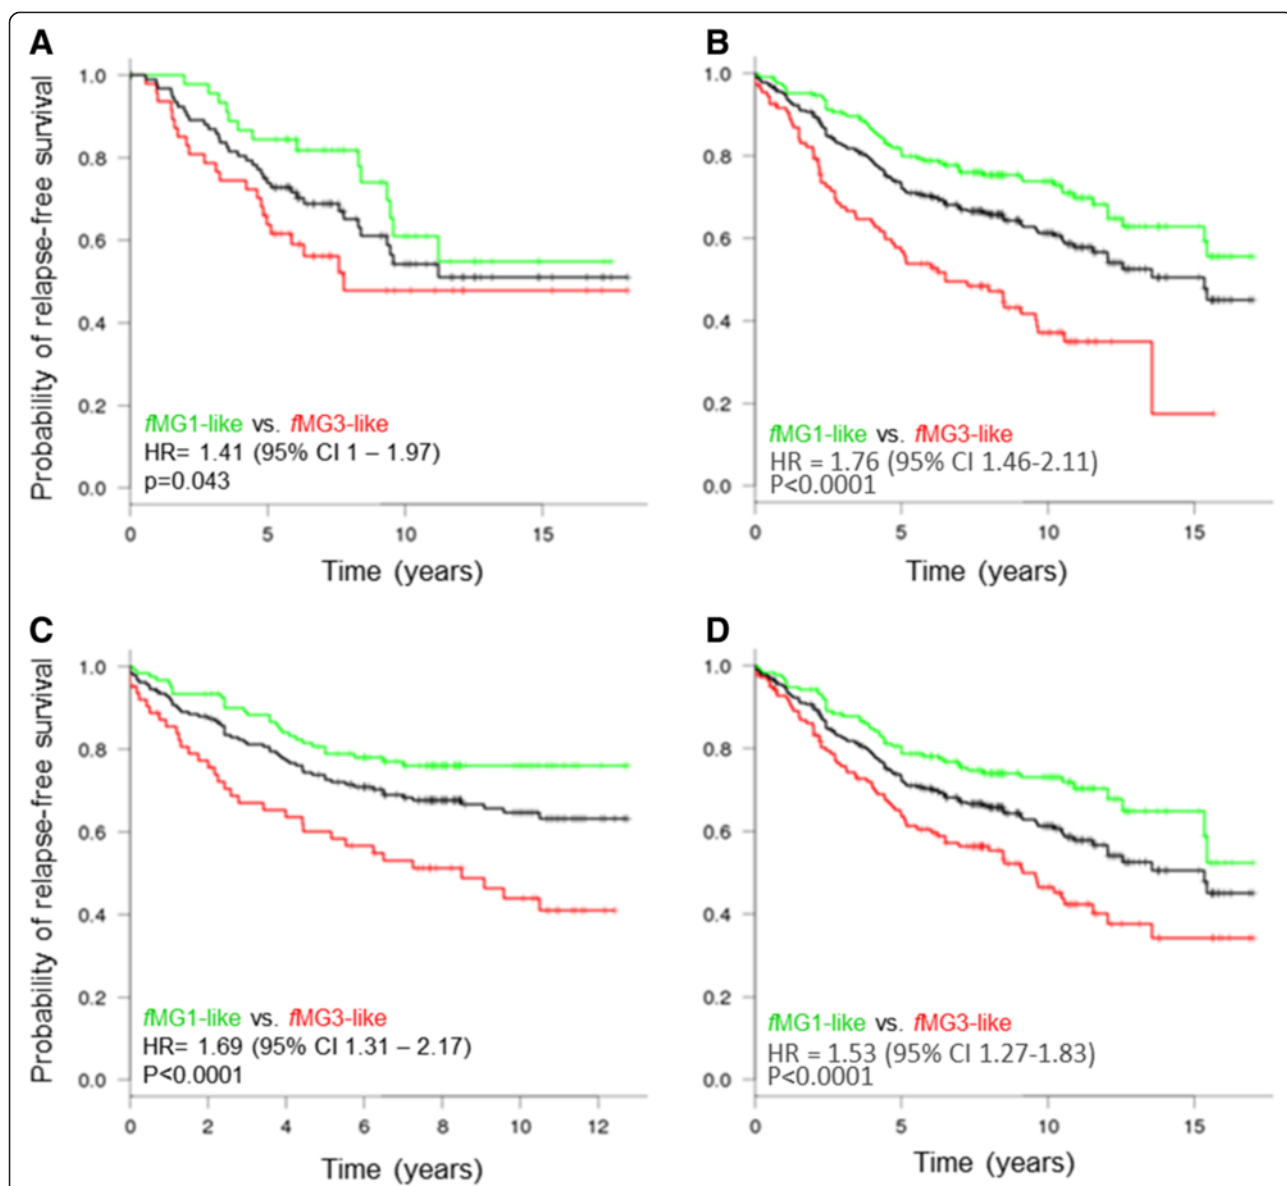 A
Probability of relapse-free survival
1.0
0.8
0.6
0.4
0.2
0.0
fMG1-like vs. fMG3-like
HR= 1.41 (95% CI 1 – 1.97)
p=0.043
0 5 10 15
Time (years)
B
1.0
0.8
0.6
0.4
0.2
0.0
fMG1-like vs. fMG3-like
HR = 1.76 (95% CI 1.46-2.11)
P<0.0001
0 5 10 15
Time (years)
C
Probability of relapse-free survival
1.0
0.8
0.6
0.4
0.2
0.0
fMG1-like vs. fMG3-like
HR= 1.69 (95% CI 1.31 – 2.17)
P<0.0001
0 2 4 6 8 10 12
Time (years)
D
1.0
0.8
0.6
0.4
0.2
0.0
fMG1-like vs. fMG3-like
HR = 1.53 (95% CI 1.27-1.83)
P<0.0001
0 5 10 15
Time (years)